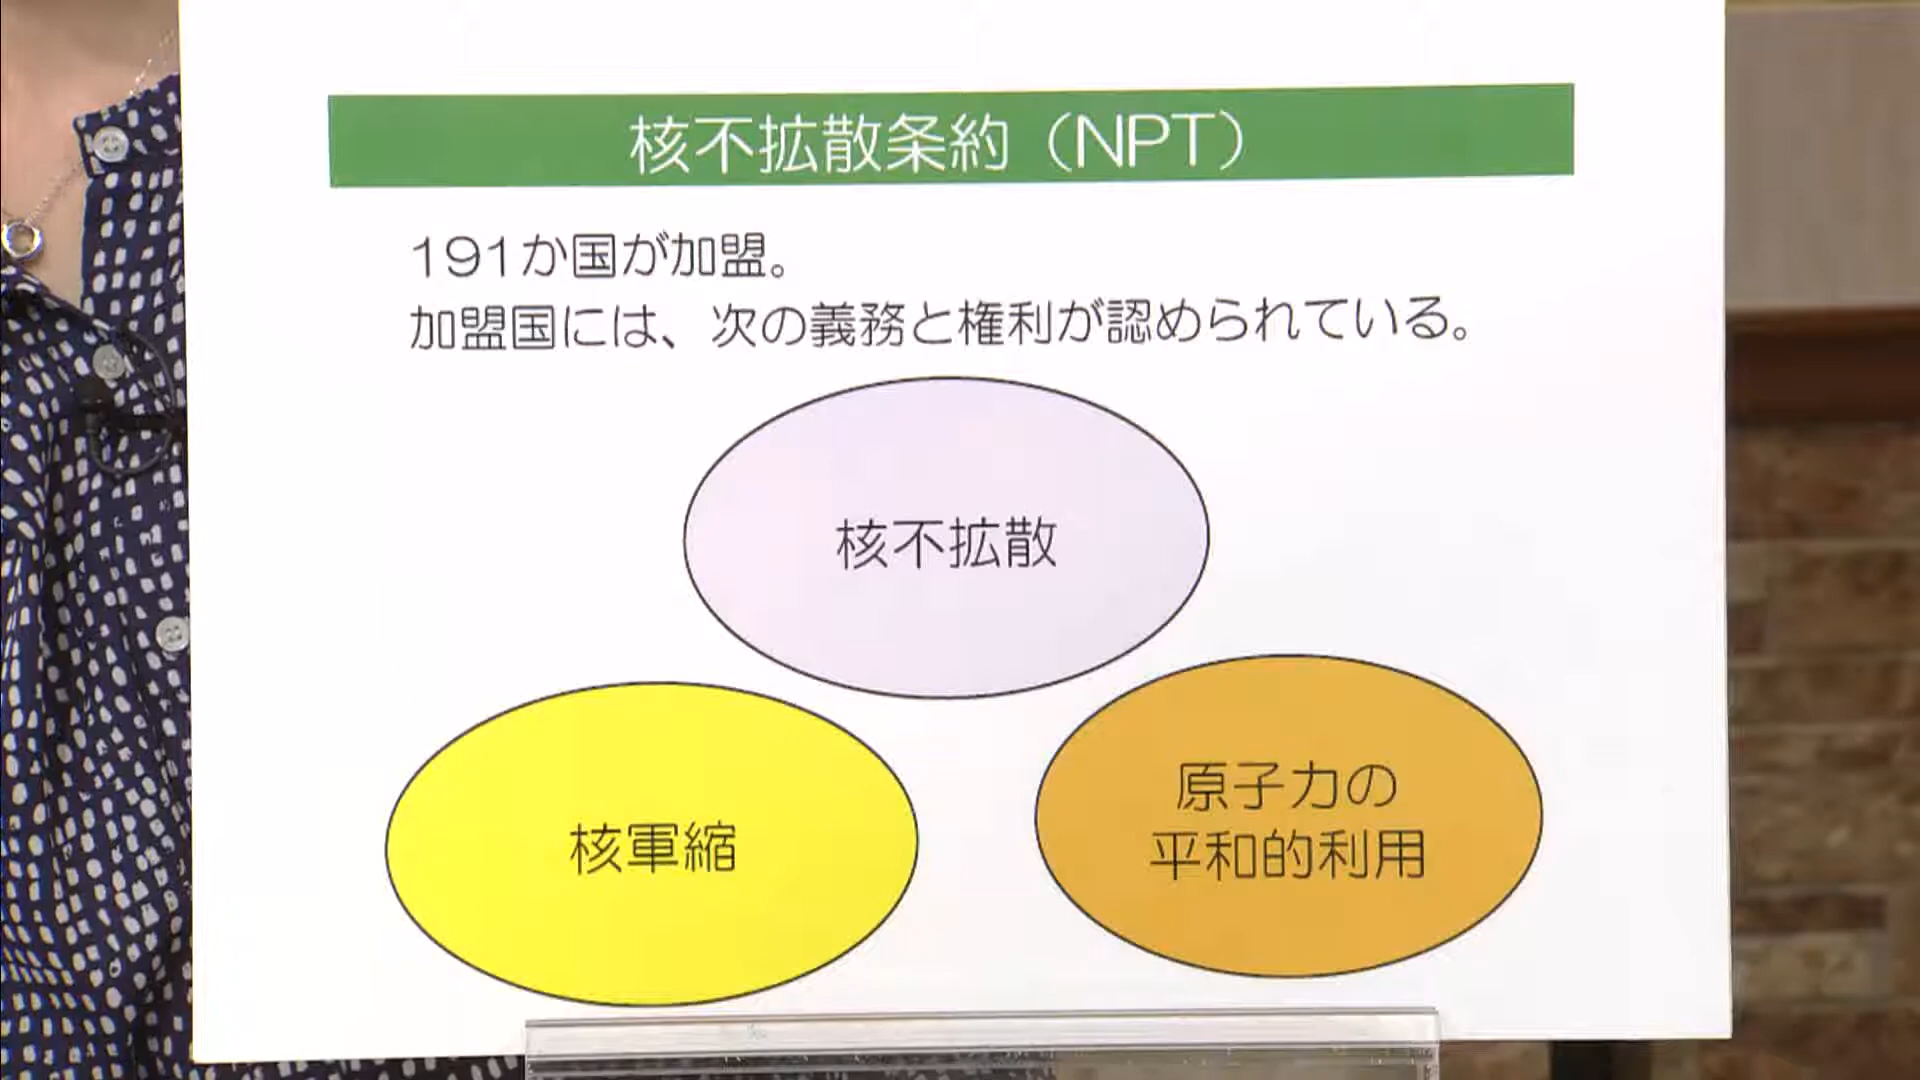 核不拡散条約（NPT）
191か国が加盟。
加盟国には、次の義務と権利が認められている。
核不拡散
核軍縮
原子力の
平和的利用